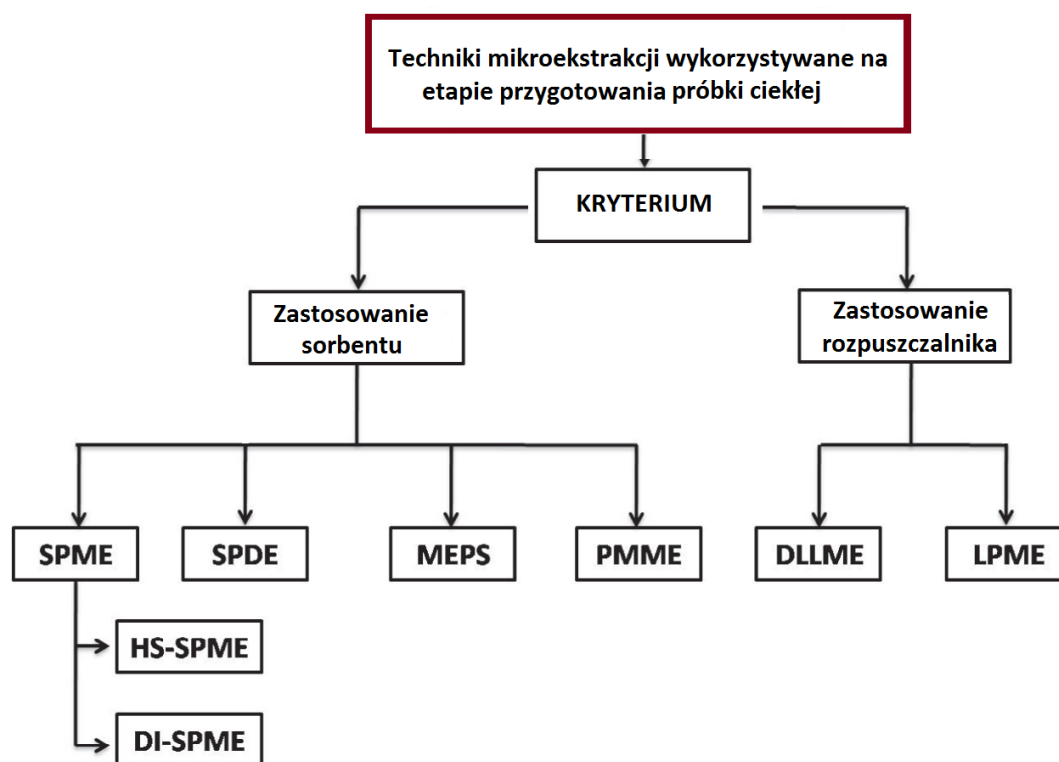 Techniki mikroekstrakcji wykorzystywane na
etapie przygotowania próbki ciekłej
KRYTERIUM
Zastosowanie
sorbentu
Zastosowanie
rozpuszczalnika
SPME
SPDE
MEPS
PMME
DLLME
LPME
HS-SPME
DI-SPME